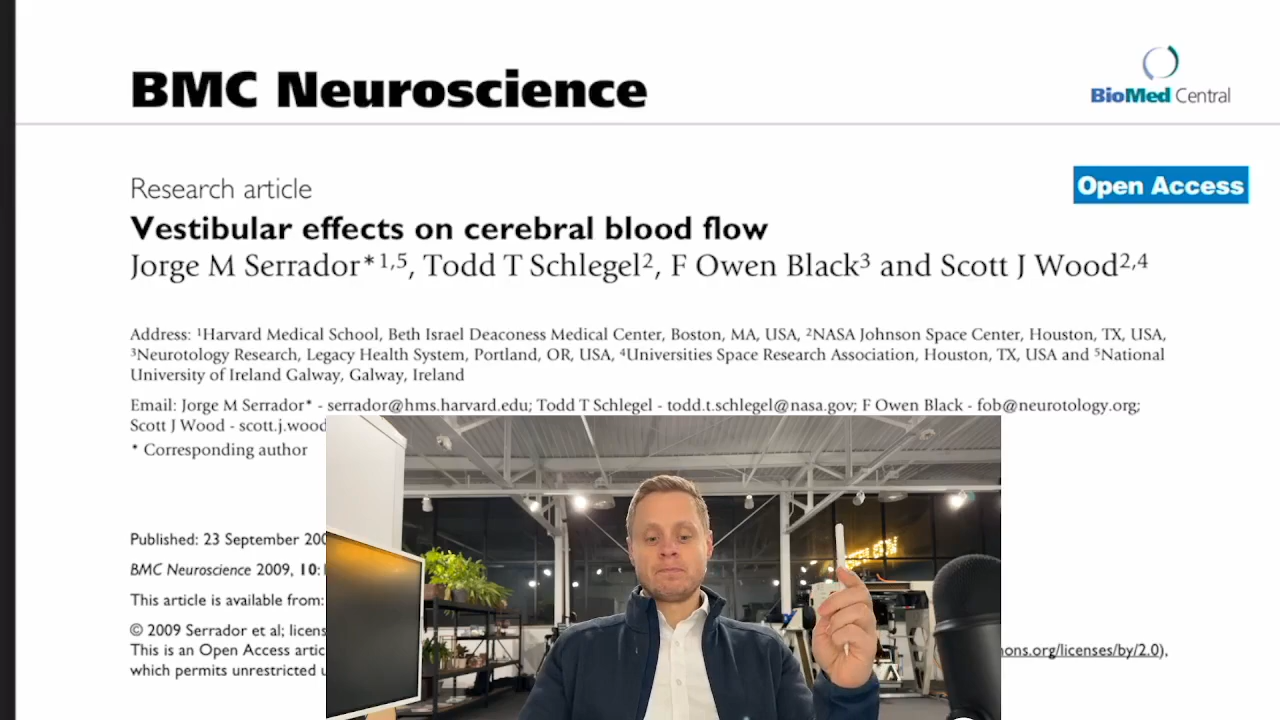 BMC Neuroscience
BioMed Central
Research article
Open Access
Vestibular effects on cerebral blood flow
Jorge M Serrador*1,5, Todd T Schlegel2, F Owen Black3 and Scott J Wood2,4
Address: 1Harvard Medical School, Beth Israel Deaconess Medical Center, Boston, MA, USA, 2NASA Johnson Space Center, Houston, TX, USA,
3Neurotology Research, Legacy Health System, Portland, OR, USA, 4Universities Space Research Association, Houston, TX, USA and 5National
University of Ireland Galway, Galway, Ireland
Email: Jorge M Serrador* - serrador@hms.harvard.edu; Todd T Schlegel - todd.t.schlegel@nasa.gov; F Owen Black - fob@neurotology.org;
Scott J Wood - scott.j.wood
* Corresponding author
Published: 23 September 200
BMC Neuroscience 2009, 10:
This article is available from:
© 2009 Serrador et al; licens
This is an Open Access artic
ons.org/licenses/by/2.0),
which permits unrestricted